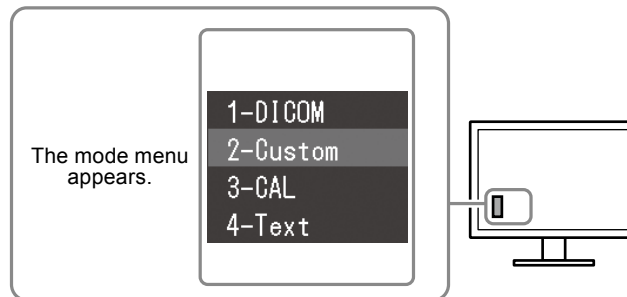 The mode menu
appears.
1-DICOM
2-Custom
3-CAL
4-Text